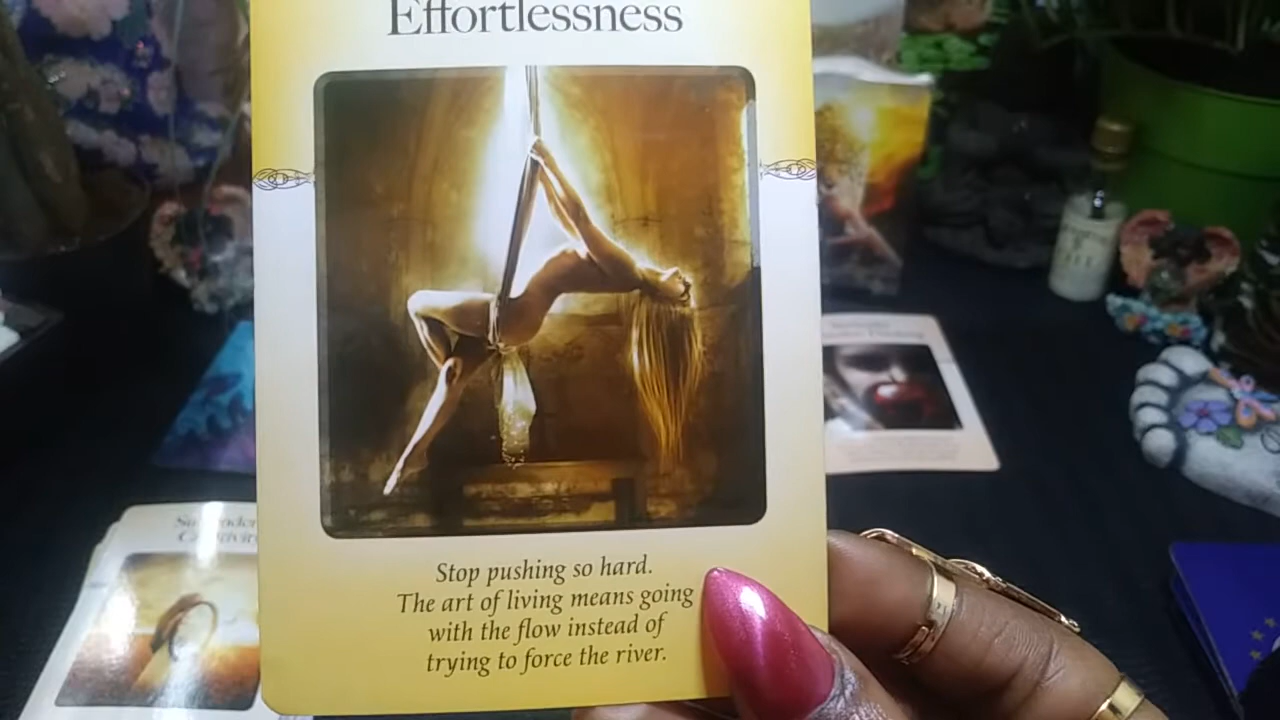 Effortlessness
Stop pushing so hard.
The art of living means going
with the flow instead of
trying to force the river.